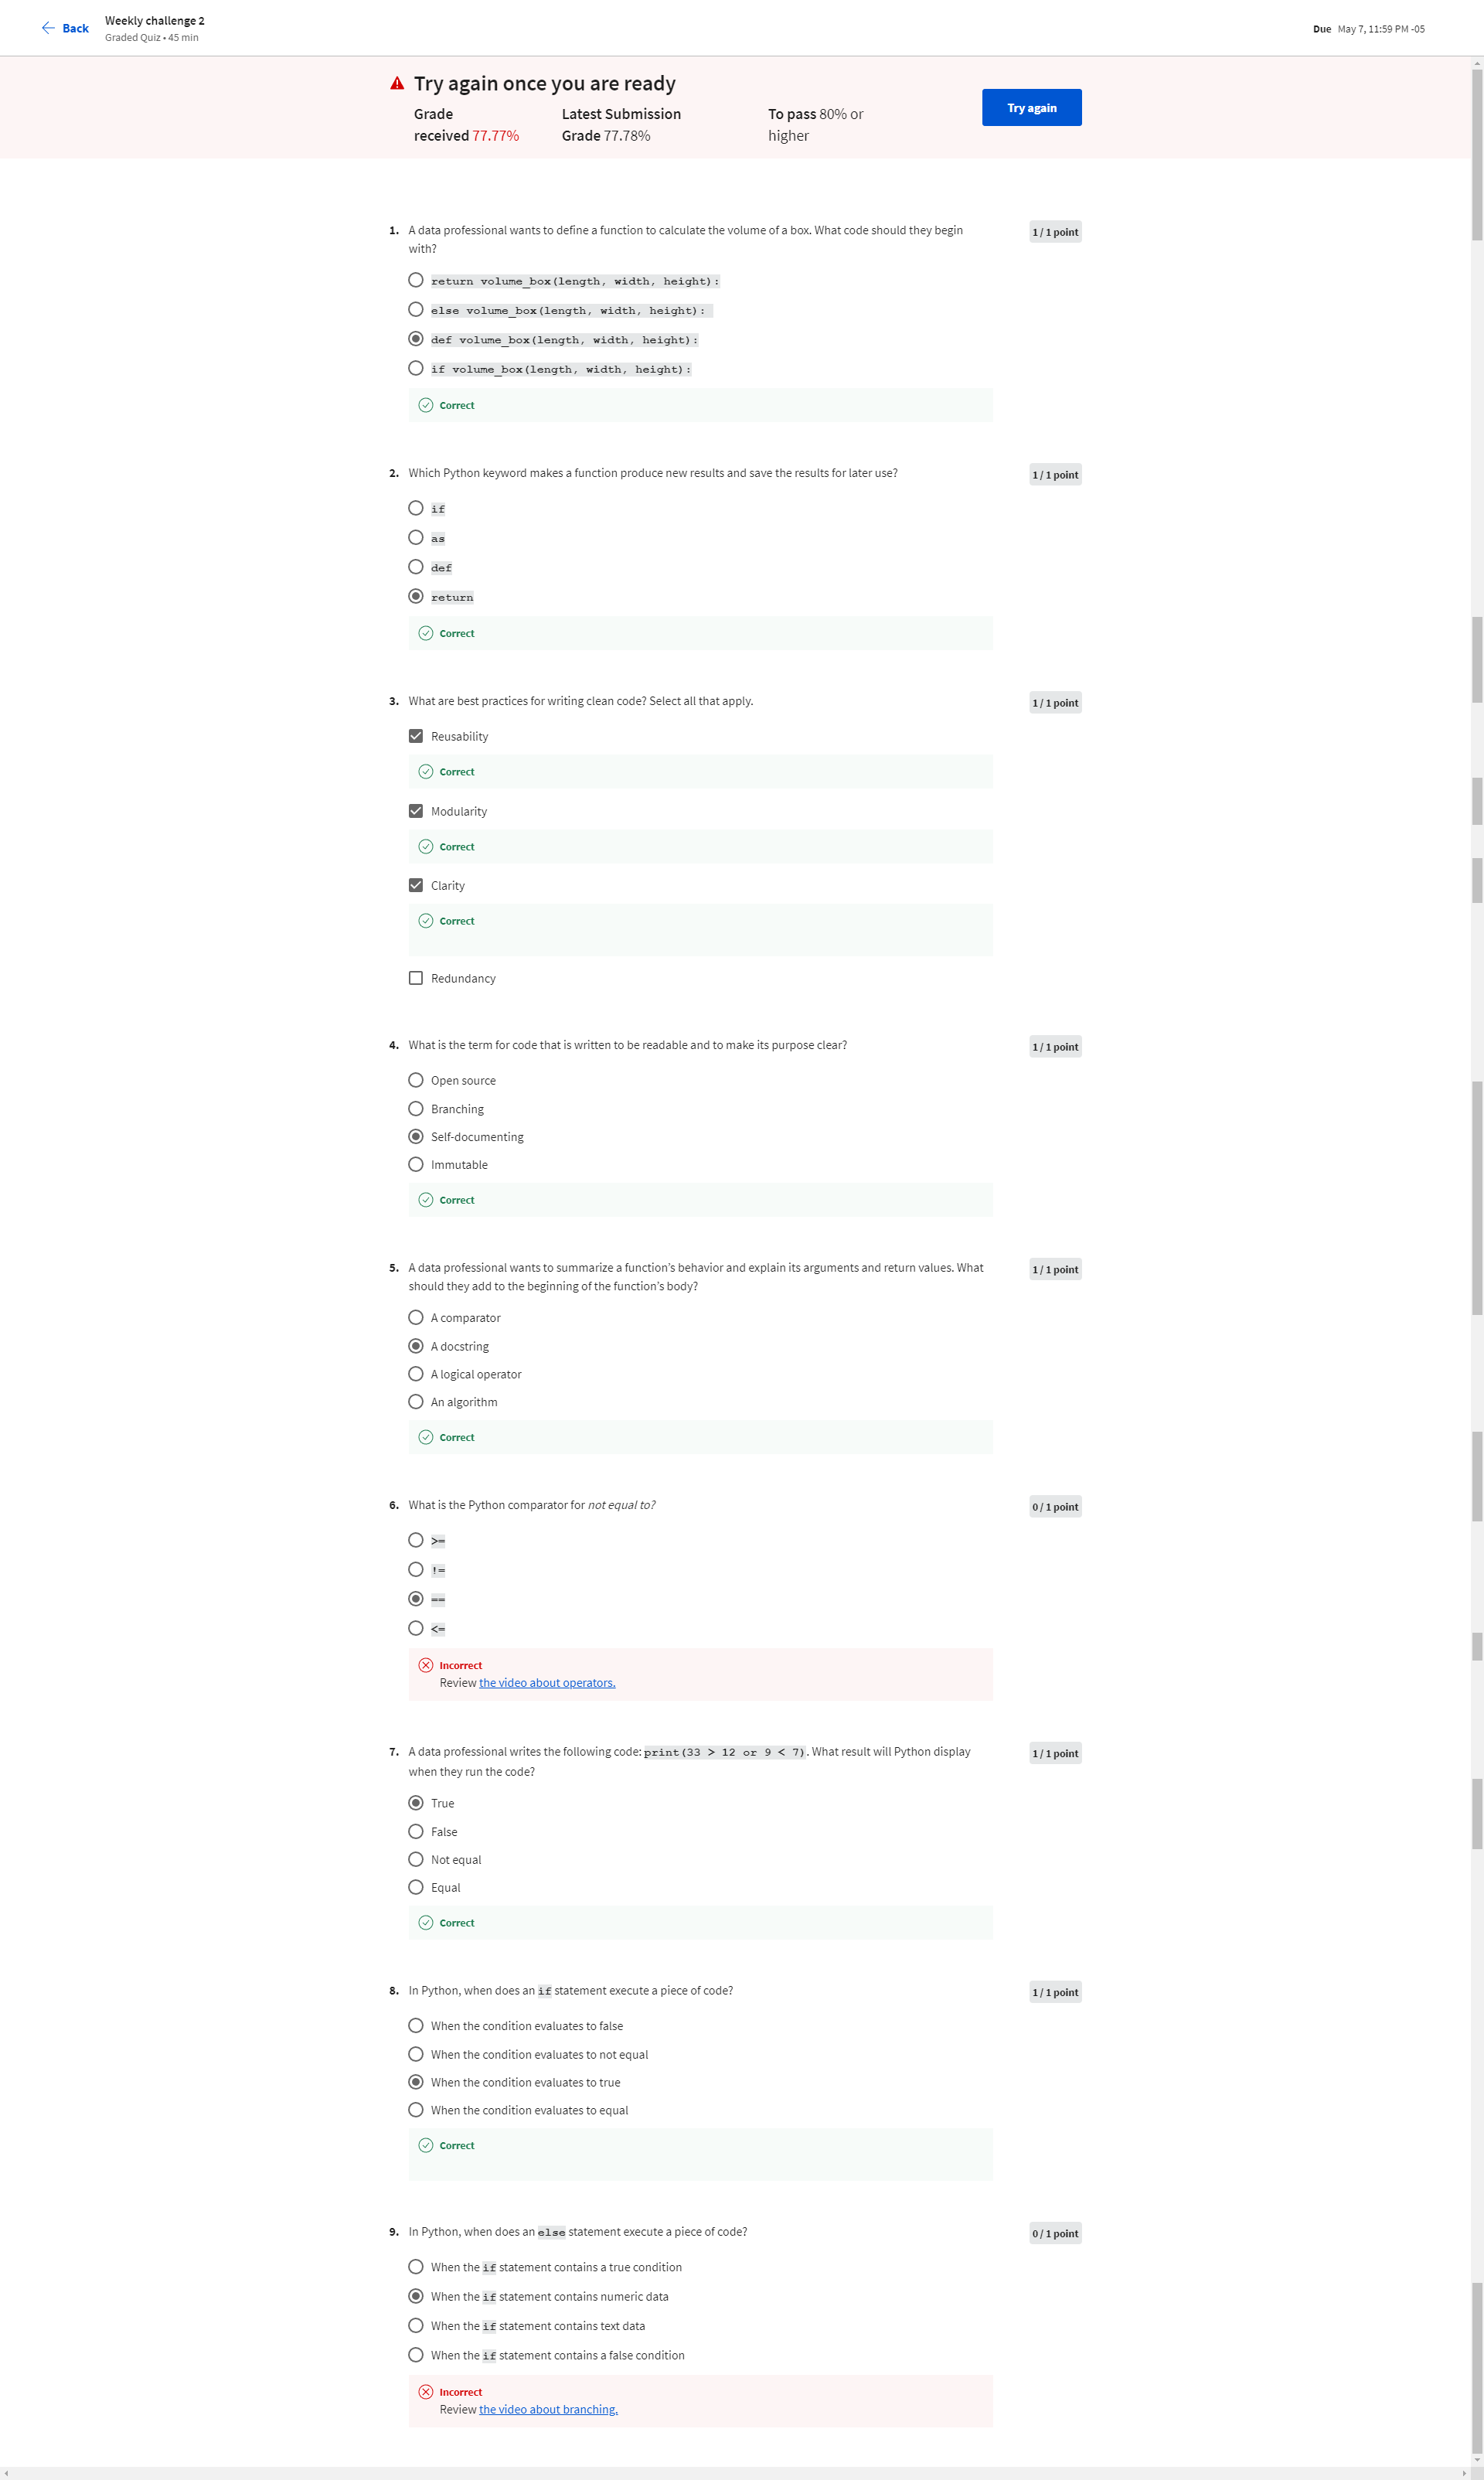 Back
Weekly challenge 2
Graded Quiz • 45 min
Due May 7, 11:59 PM -05
Try again once you are ready
Grade
received 77.77%
Latest Submission
Grade 77.78%
To pass 80% or
higher
Try again
1. A data professional wants to define a function to calculate the volume of a box. What code should they begin
with?
1 / 1 point
return volume_box(length, width, height):
else volume_box(length, width, height):
def volume_box(length, width, height):
if volume_box(length, width, height):
Correct
2. Which Python keyword makes a function produce new results and save the results for later use?
1 / 1 point
if
as
def
return
Correct
3. What are best practices for writing clean code? Select all that apply.
1 / 1 point
Reusability
Correct
Modularity
Correct
Clarity
Correct
Redundancy
4. What is the term for code that is written to be readable and to make its purpose clear?
1 / 1 point
Open source
Branching
Self-documenting
Immutable
Correct
5. A data professional wants to summarize a function’s behavior and explain its arguments and return values. What
should they add to the beginning of the function’s body?
1 / 1 point
A comparator
A docstring
A logical operator
An algorithm
Correct
6. What is the Python comparator for not equal to?
0 / 1 point
>=
!=
==
<=
Incorrect
Review the video about operators.
7. A data professional writes the following code: print(33 > 12 or 9 < 7). What result will Python display
when they run the code?
1 / 1 point
True
False
Not equal
Equal
Correct
8. In Python, when does an if statement execute a piece of code?
1 / 1 point
When the condition evaluates to false
When the condition evaluates to not equal
When the condition evaluates to true
When the condition evaluates to equal
Correct
9. In Python, when does an else statement execute a piece of code?
0 / 1 point
When the if statement contains a true condition
When the if statement contains numeric data
When the if statement contains text data
When the if statement contains a false condition
Incorrect
Review the video about branching.